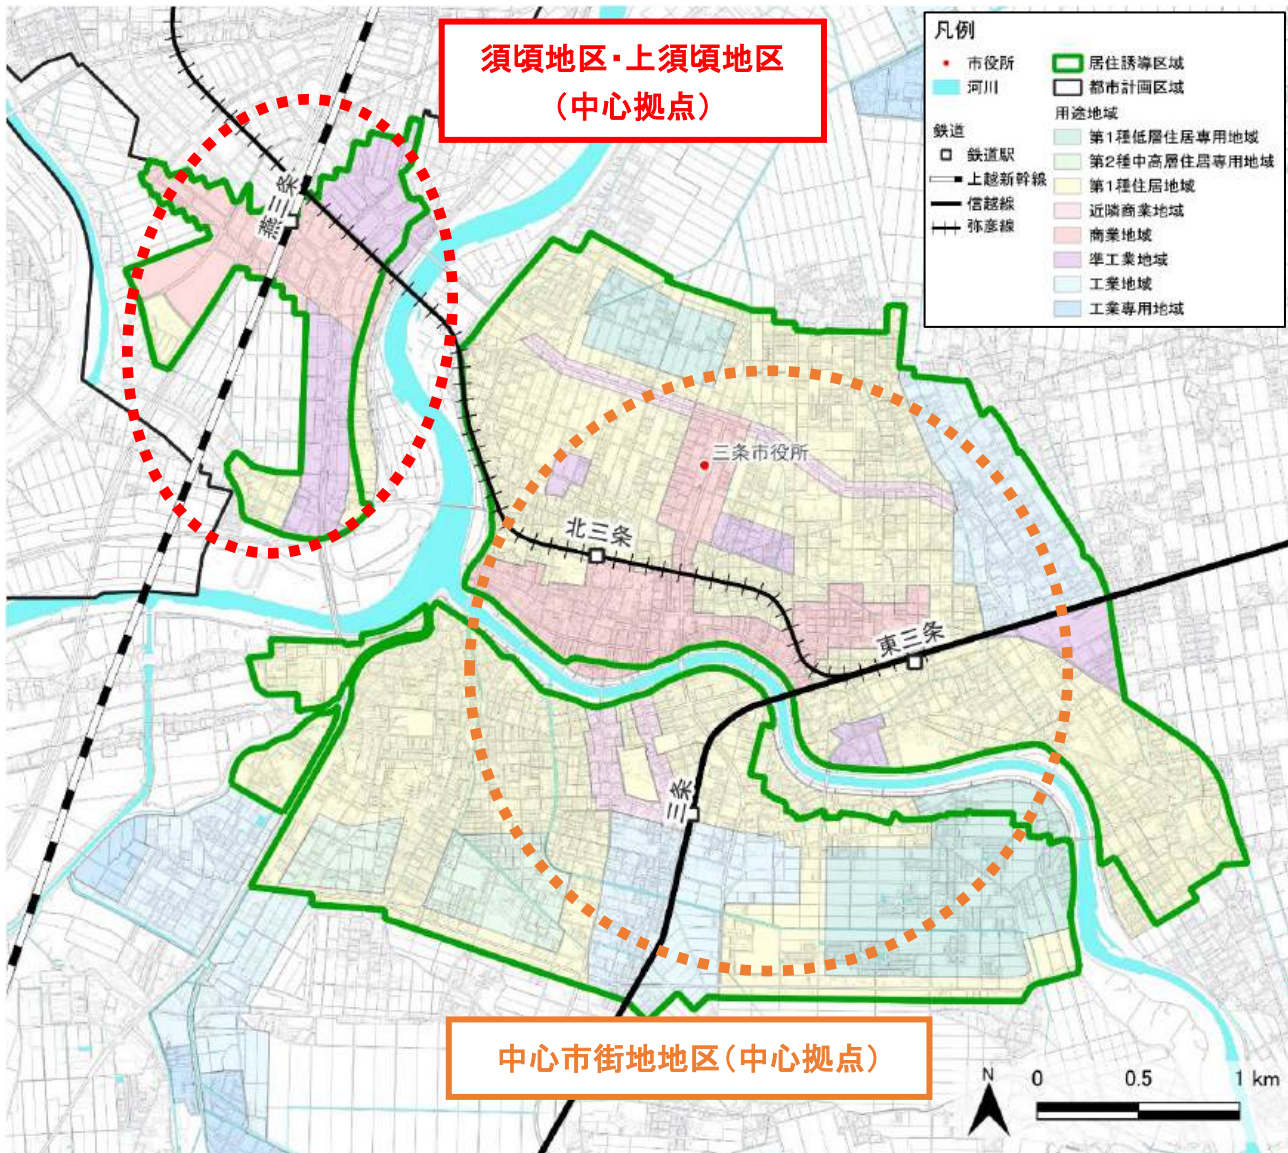 須頃地区・上須頃地区
（中心拠点）
凡例
市役所
河川
鉄道
鉄道駅
上越新幹線
信越線
弥彦線
居住誘導区域
都市計画区域
用途地域
第1種低層住居専用地域
第2種中高層住居専用地域
第1種住居地域
近隣商業地域
商業地域
準工業地域
工業地域
工業専用地域
燕三条
三条市役所
北三条
東三条
三条
中心市街地地区（中心拠点）
N
0 0.5 1 km